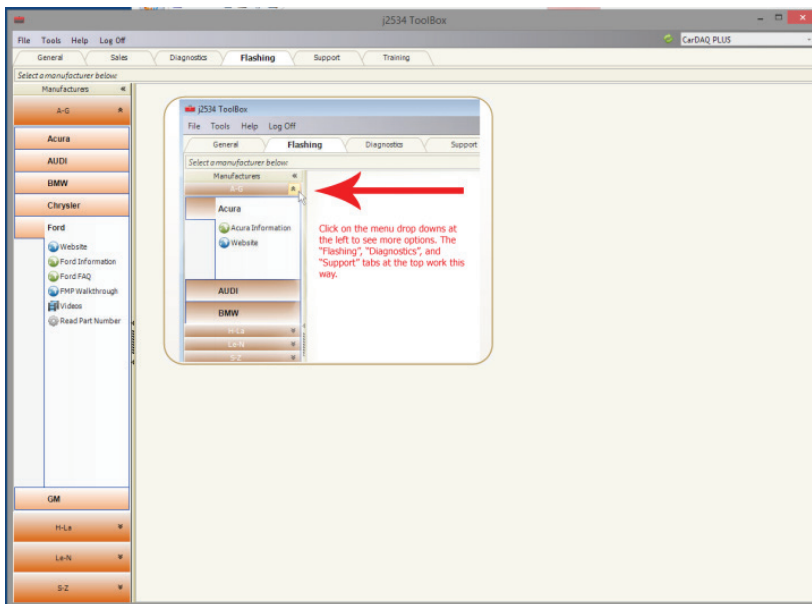 j2534 ToolBox
File Tools Help Log Off
CarDAQ PLUS
General Sales Diagnostics Flashing Support Training
Select a manufacturer below:
Manufacturers
A-G
Acura
AUDI
BMW
Chrysler
Ford
Website
Ford Information
Ford FAQ
FMP Walkthrough
Videos
Read Part Number
GM
H-La
Le-N
S-Z
j2534 ToolBox
File Tools Help Log Off
General Flashing Diagnostics Support
Select a manufacturer below:
Manufacturers
A-G
Acura
Acura Information
Website
AUDI
BMW
H-La
Le-N
S-Z
Click on the menu drop downs at
the left to see more options. The
"Flashing", "Diagnostics", and
"Support" tabs at the top work this
way.